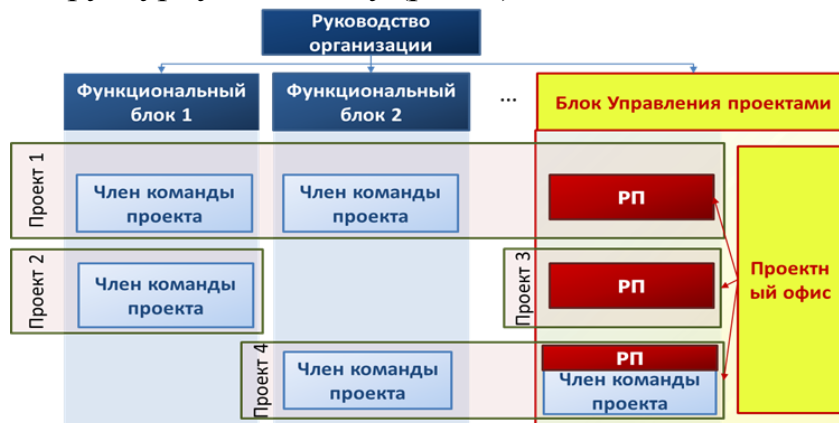 Руководство
организации
Функциональный
блок 1
Функциональный
блок 2
...
Блок Управления проектами
Проект 1
Член команды
проекта
Член команды
проекта
РП
Проект 2
Член команды
проекта
Проект 3
РП
Проектн
ый офис
Проект 4
Член команды
проекта
РП
Член команды
проекта